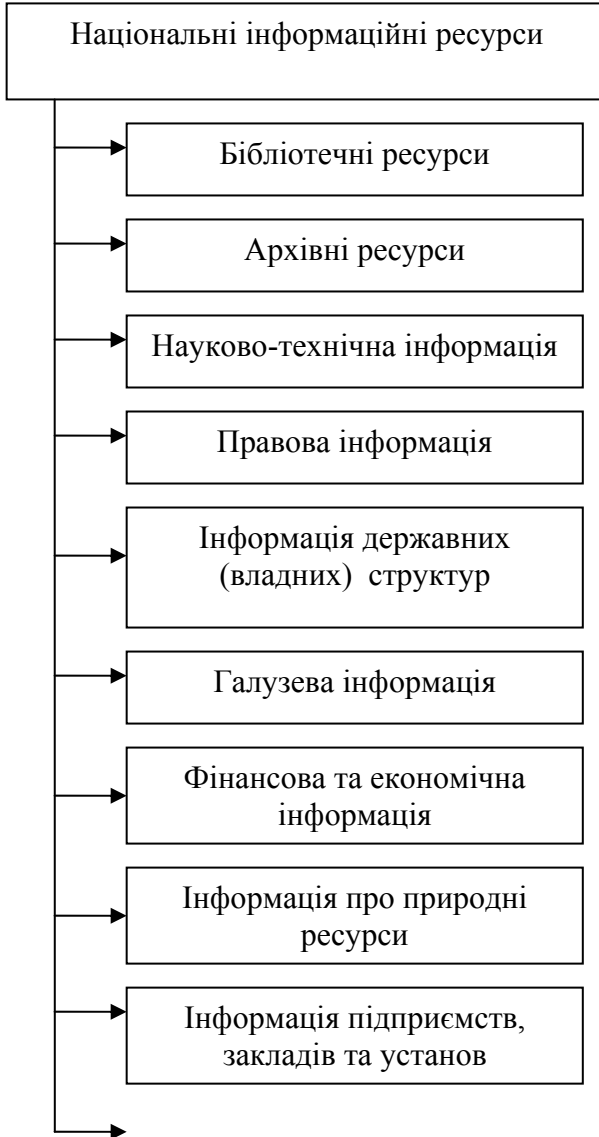 Національні інформаційні ресурси
Бібліотечні ресурси
Архівні ресурси
Науково-технічна інформація
Правова інформація
Інформація державних
(владних)  структур
Галузева інформація
Фінансова та економічна
інформація
Інформація про природні
ресурси
Інформація підприємств,
закладів та установ